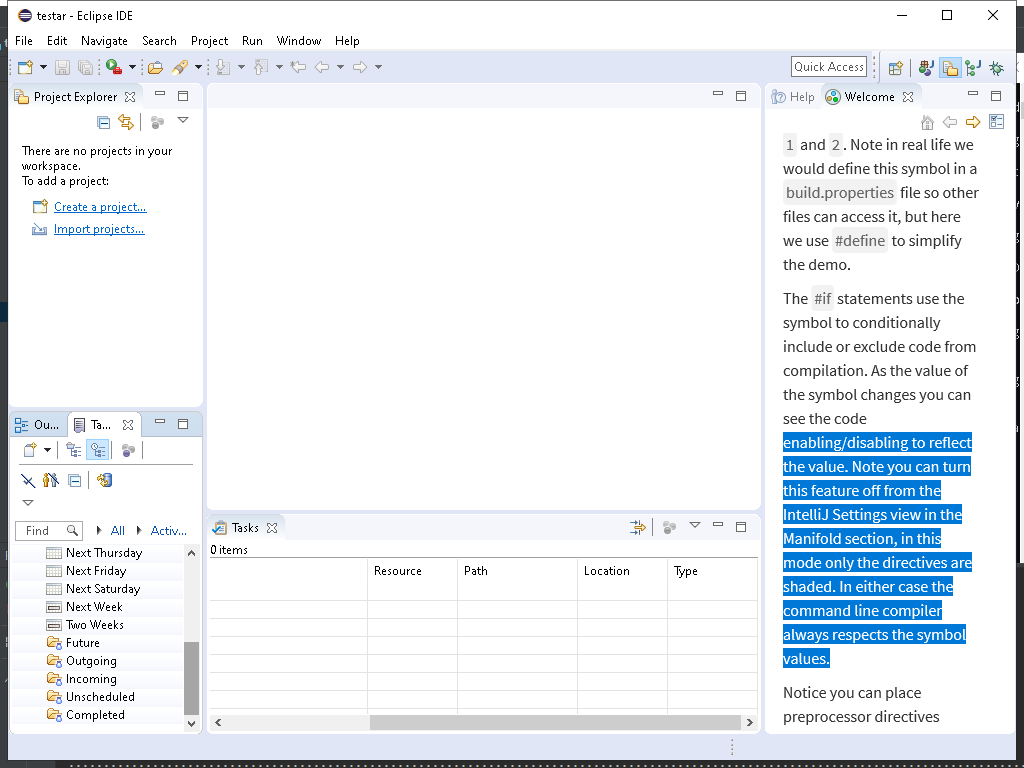 testar - Eclipse IDE
File Edit Navigate Search Project Run Window Help
Quick Access
Project Explorer
There are no projects in your
workspace.
To add a project:
Create a project...
Import projects...
Ou...
Ta...
Find
All
Activ...
Next Thursday
Next Friday
Next Saturday
Next Week
Two Weeks
Future
Outgoing
Incoming
Unscheduled
Completed
Tasks
0 items
Resource Path Location Type
Help
Welcome
1 and 2. Note in real life we
would define this symbol in a
build.properties file so other
files can access it, but here
we use #define to simplify
the demo.
The #if statements use the
symbol to conditionally
include or exclude code from
compilation. As the value of
the symbol changes you can
see the code
enabling/disabling to reflect
the value. Note you can turn
this feature off from the
IntelliJ Settings view in the
Manifold section, in this
mode only the directives are
shaded. In either case the
command line compiler
always respects the symbol
values.
Notice you can place
preprocessor directives